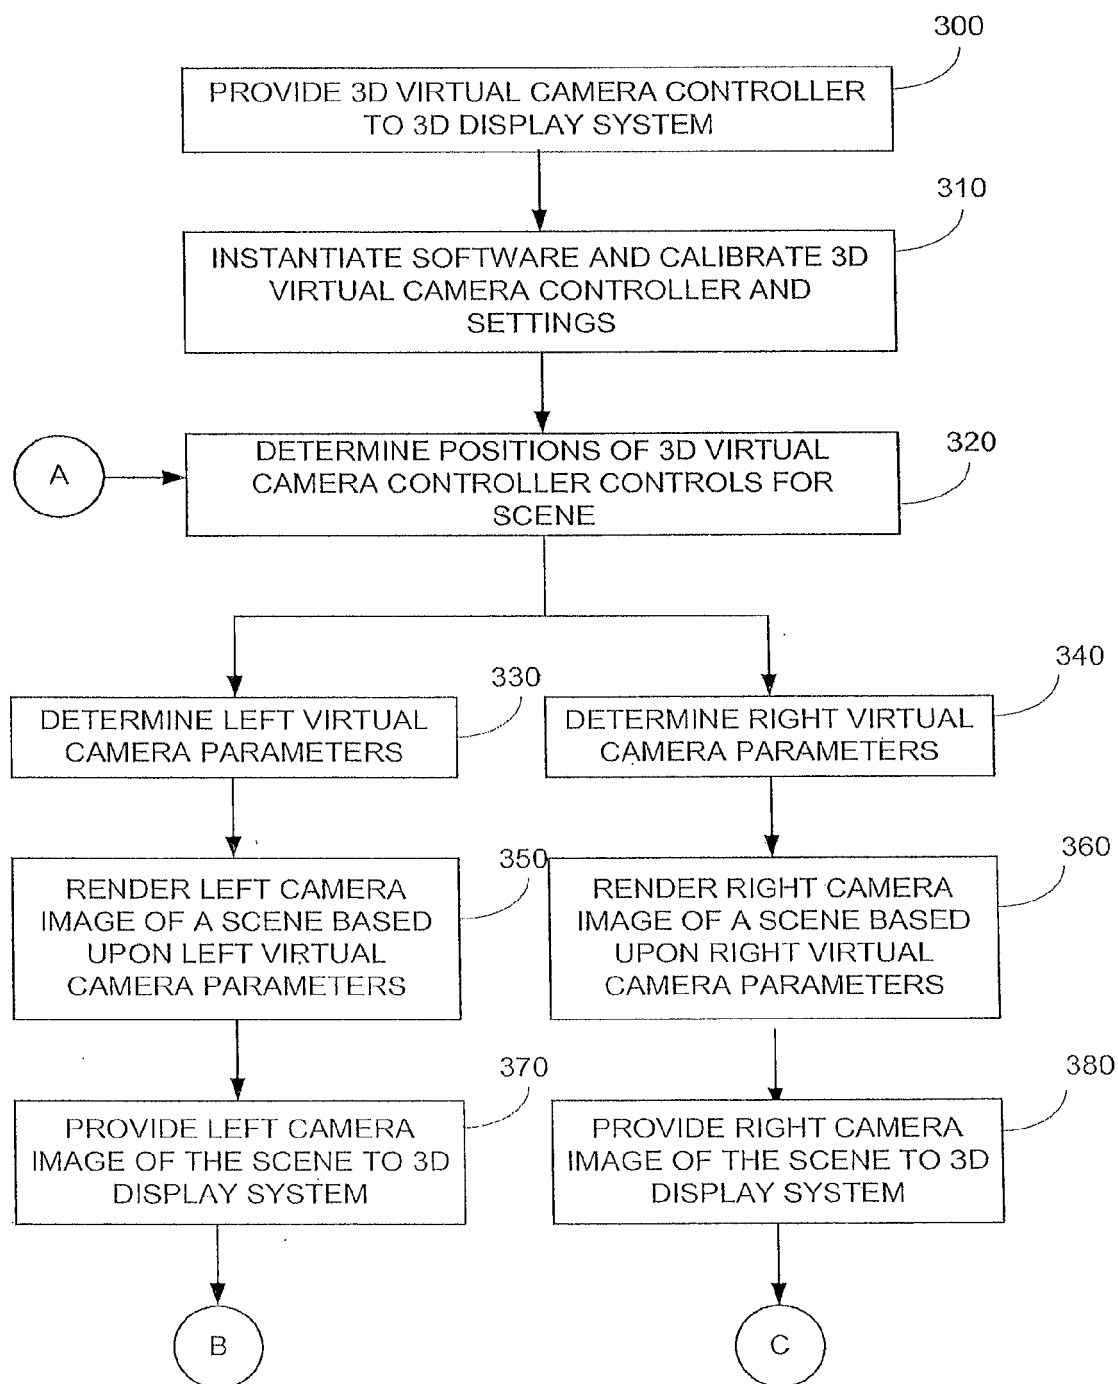 300
PROVIDE 3D VIRTUAL CAMERA CONTROLLER
TO 3D DISPLAY SYSTEM
310
INSTANTIATE SOFTWARE AND CALIBRATE 3D
VIRTUAL CAMERA CONTROLLER AND
SETTINGS
320
DETERMINE POSITIONS OF 3D VIRTUAL
CAMERA CONTROLLER CONTROLS FOR
SCENE
A
330
DETERMINE LEFT VIRTUAL
CAMERA PARAMETERS
340
DETERMINE RIGHT VIRTUAL
CAMERA PARAMETERS
350
RENDER LEFT CAMERA
IMAGE OF A SCENE BASED
UPON LEFT VIRTUAL
CAMERA PARAMETERS
360
RENDER RIGHT CAMERA
IMAGE OF A SCENE BASED
UPON RIGHT VIRTUAL
CAMERA PARAMETERS
370
PROVIDE LEFT CAMERA
IMAGE OF THE SCENE TO 3D
DISPLAY SYSTEM
380
PROVIDE RIGHT CAMERA
IMAGE OF THE SCENE TO 3D
DISPLAY SYSTEM
B
C